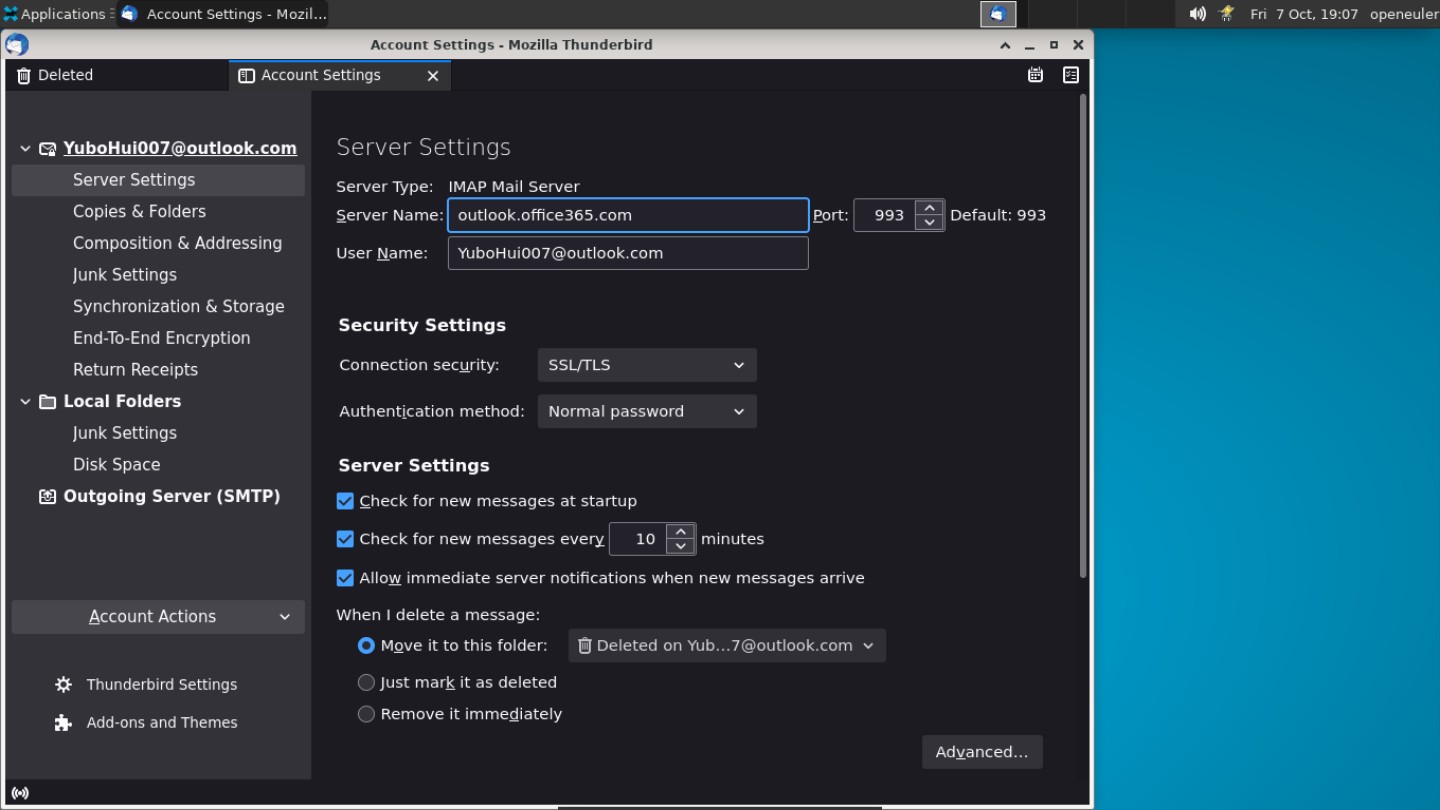 Applications
Account Settings - Mozil...
Fri 7 Oct, 19:07
openeuler
Account Settings - Mozilla Thunderbird
Deleted
Account Settings
YuboHui007@outlook.com
Server Settings
Copies & Folders
Composition & Addressing
Junk Settings
Synchronization & Storage
End-To-End Encryption
Return Receipts
Local Folders
Junk Settings
Disk Space
Outgoing Server (SMTP)
Account Actions
Thunderbird Settings
Add-ons and Themes
Server Settings
Server Type: IMAP Mail Server
Server Name: outlook.office365.com Port: 993 Default: 993
User Name: YuboHui007@outlook.com
Security Settings
Connection security: SSL/TLS
Authentication method: Normal password
Server Settings
Check for new messages at startup
Check for new messages every 10 minutes
Allow immediate server notifications when new messages arrive
When I delete a message:
Move it to this folder: Deleted on Yub...7@outlook.com
Just mark it as deleted
Remove it immediately
Advanced...